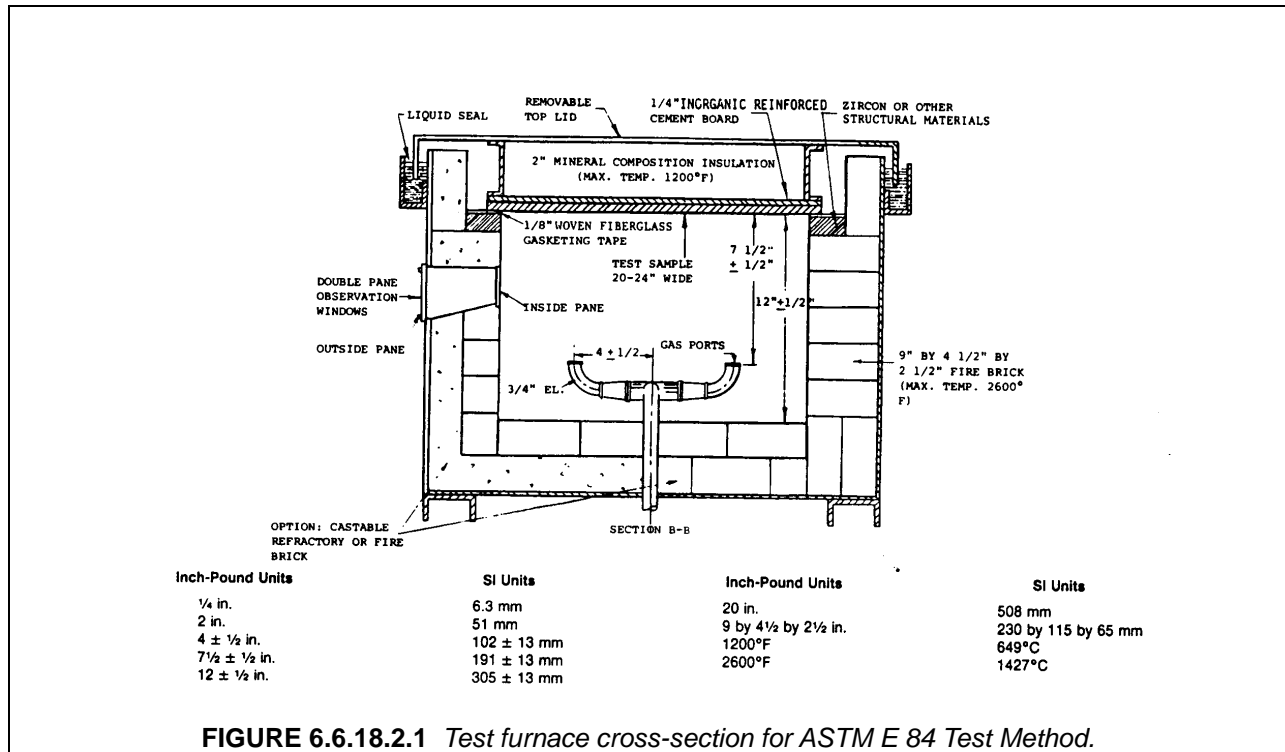 LIQUID SEAL
REMOVABLE
TOP LID
1/4" INCRGANIC REINFORCED
CEMENT BOARD
ZIRCON OR OTHER
STRUCTURAL MATERIALS
2" MINERAL COMPOSITION INSULATION
(MAX. TEMP. 1200°F)
1/8" WOVEN FIBERGLASS
GASKETING TAPE
TEST SAMPLE
20-24" WIDE
7 1/2"
± 1/2"
12"±1/2"
DOUBLE PANE
OBSERVATION
WINDOWS
INSIDE PANE
OUTSIDE PANE
4 ± 1/2
GAS PORTS
3/4" EL.
9" BY 4 1/2" BY
2 1/2" FIRE BRICK
(MAX. TEMP. 2600°
F)
OPTION: CASTABLE
REFRACTORY OR FIRE
BRICK
SECTION B-B
Inch-Pound Units SI Units Inch-Pound Units SI Units
¼ in. 6.3 mm 20 in. 508 mm
2 in. 51 mm 9 by 4½ by 2½ in. 230 by 115 by 65 mm
4 ± ½ in. 102 ± 13 mm 1200°F 649°C
7½ ± ½ in. 191 ± 13 mm 2600°F 1427°C
12 ± ½ in. 305 ± 13 mm
FIGURE 6.6.18.2.1 Test furnace cross-section for ASTM E 84 Test Method.